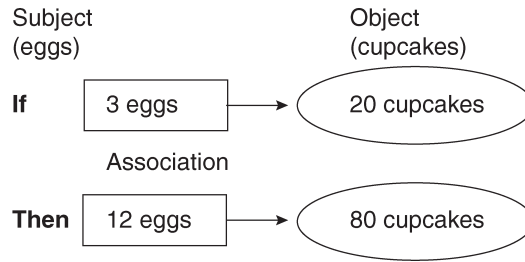 Subject
(eggs)
Object
(cupcakes)
If 3 eggs 20 cupcakes
Association
Then 12 eggs 80 cupcakes